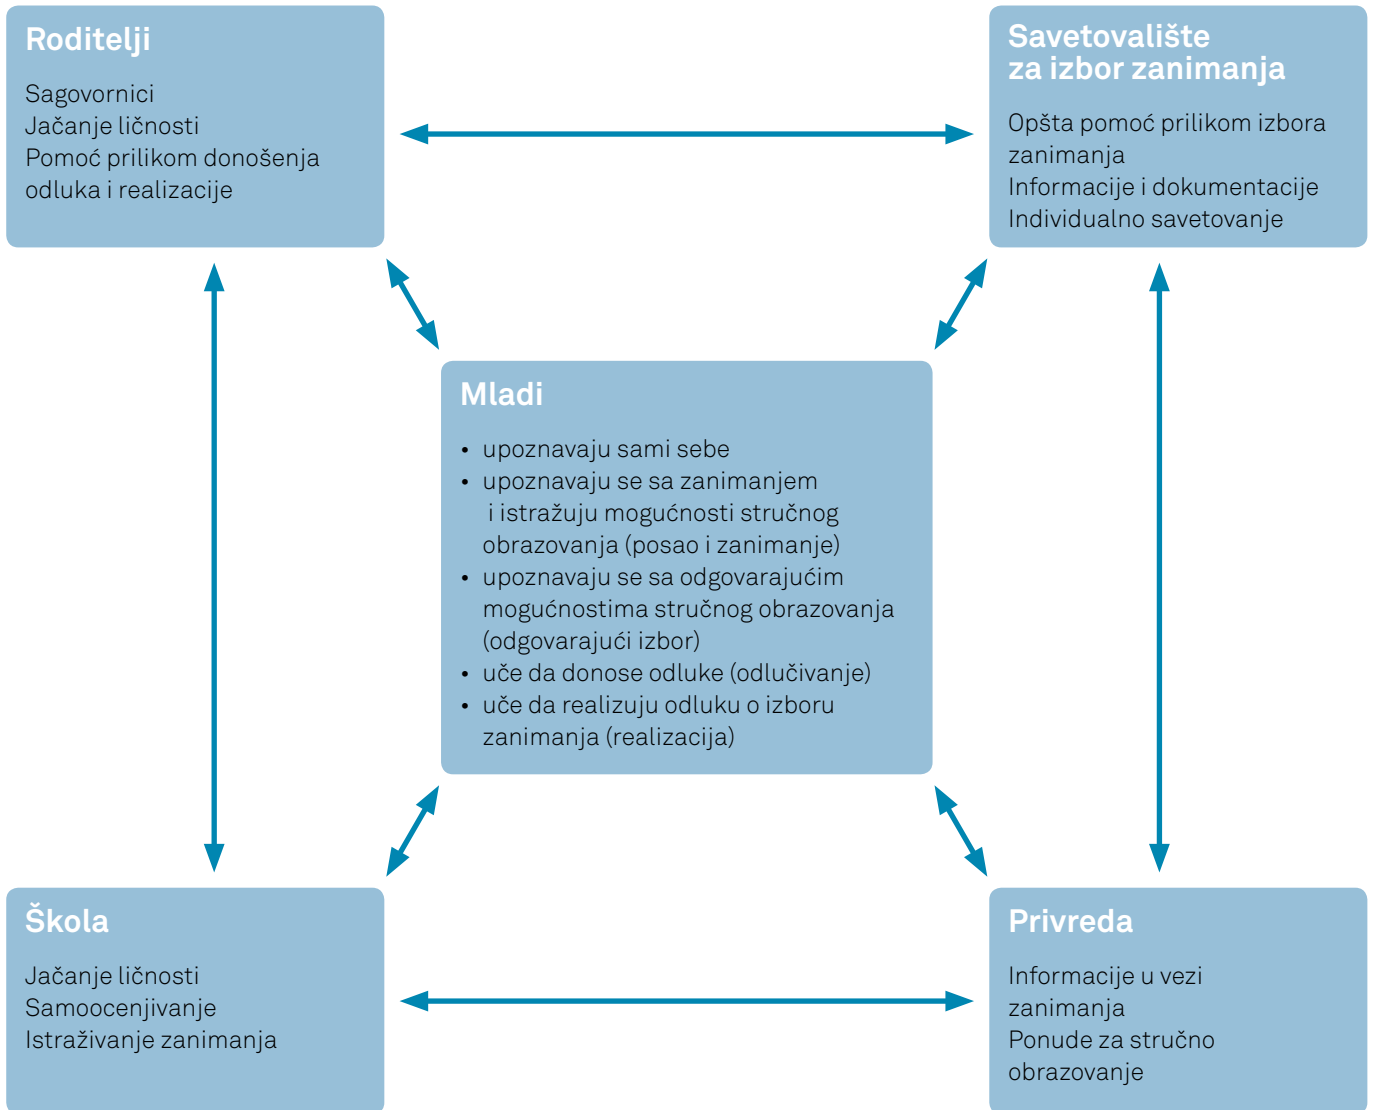 Roditelji
Sagovornici
Jačanje ličnosti
Pomoć prilikom donošenja
odluka i realizacije
Savetovalište
za izbor zanimanja
Opšta pomoć prilikom izbora
zanimanja
Informacije i dokumentacije
Individualno savetovanje
Mladi
• upoznavaju sami sebe
• upoznavaju se sa zanimanjem
i istražuju mogućnosti stručnog
obrazovanja (posao i zanimanje)
• upoznavaju se sa odgovarajućim
mogućnostima stručnog obrazovanja
(odgovarajući izbor)
• uče da donose odluke (odlučivanje)
• uče da realizuju odluku o izboru
zanimanja (realizacija)
Škola
Jačanje ličnosti
Samoocenjivanje
Istraživanje zanimanja
Privreda
Informacije u vezi
zanimanja
Ponude za stručno
obrazovanje